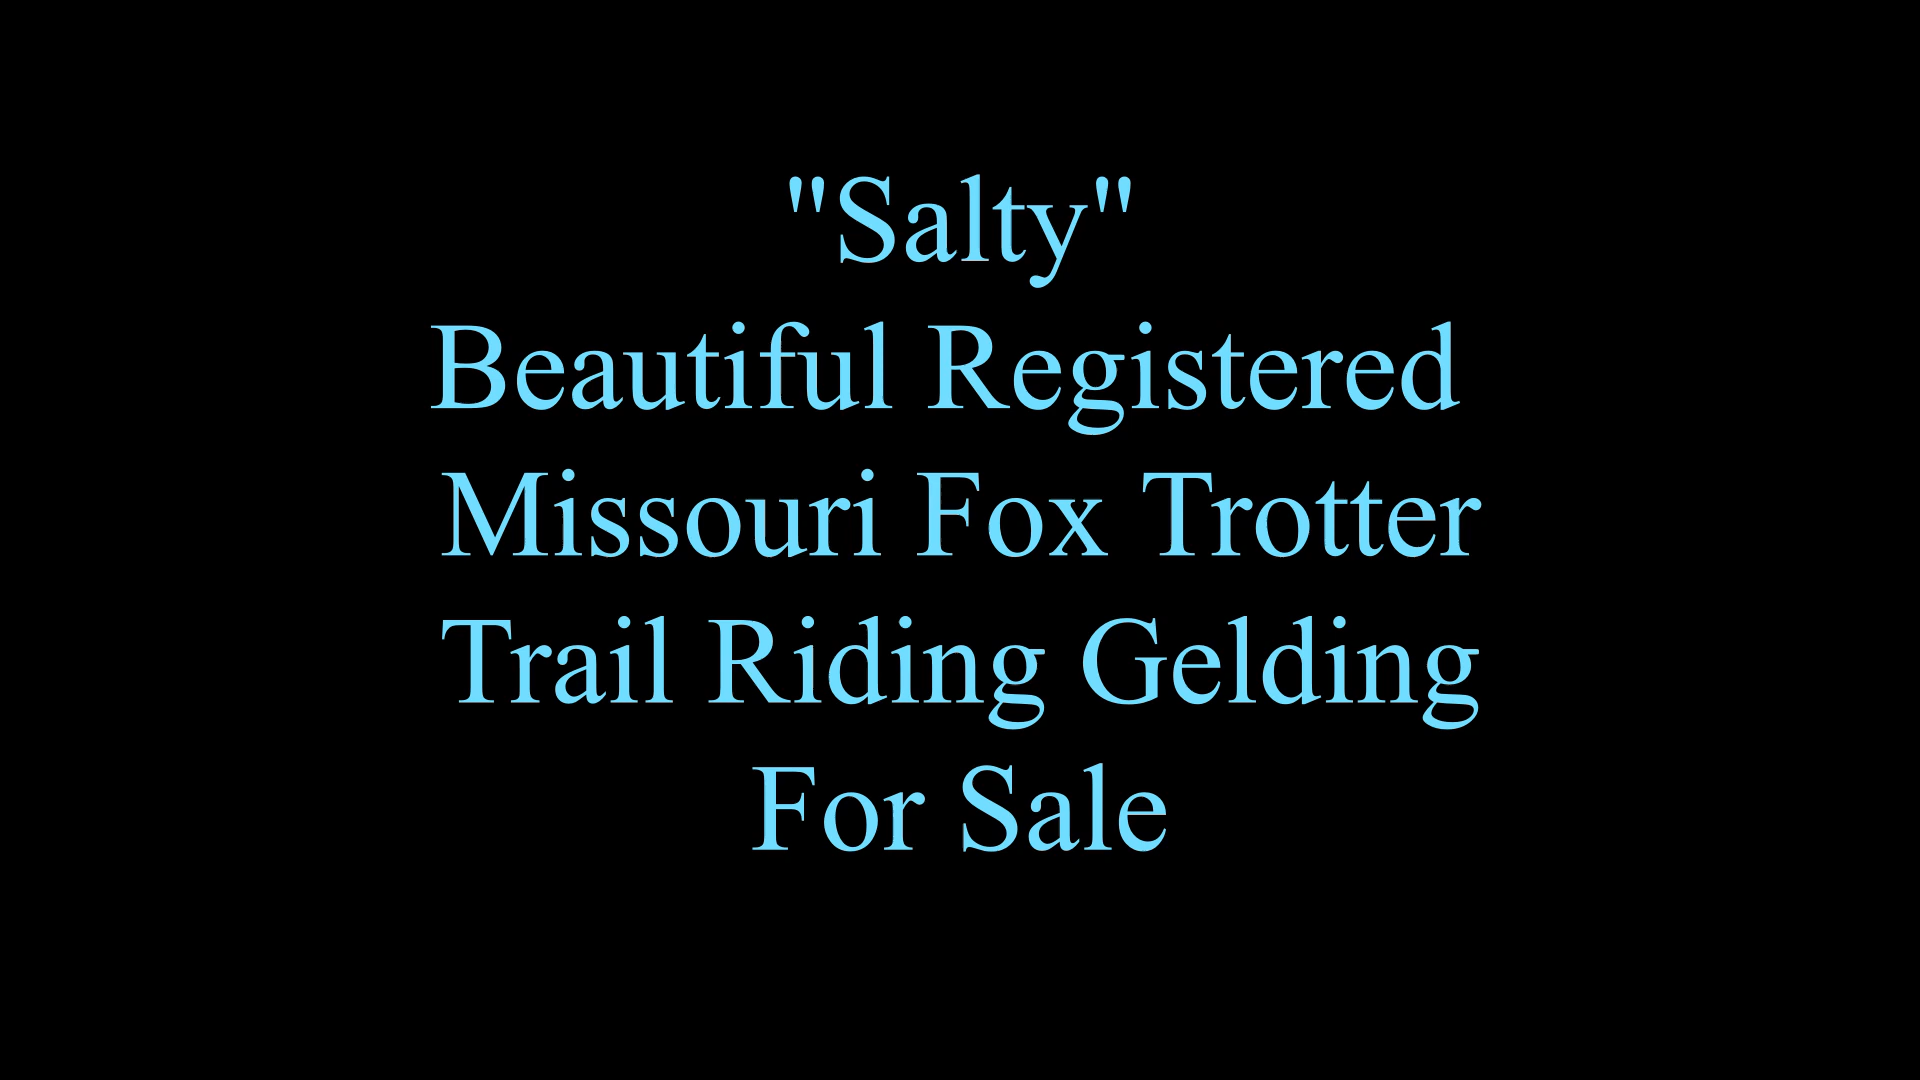 "Salty"
Beautiful Registered
Missouri Fox Trotter
Trail Riding Gelding
For Sale